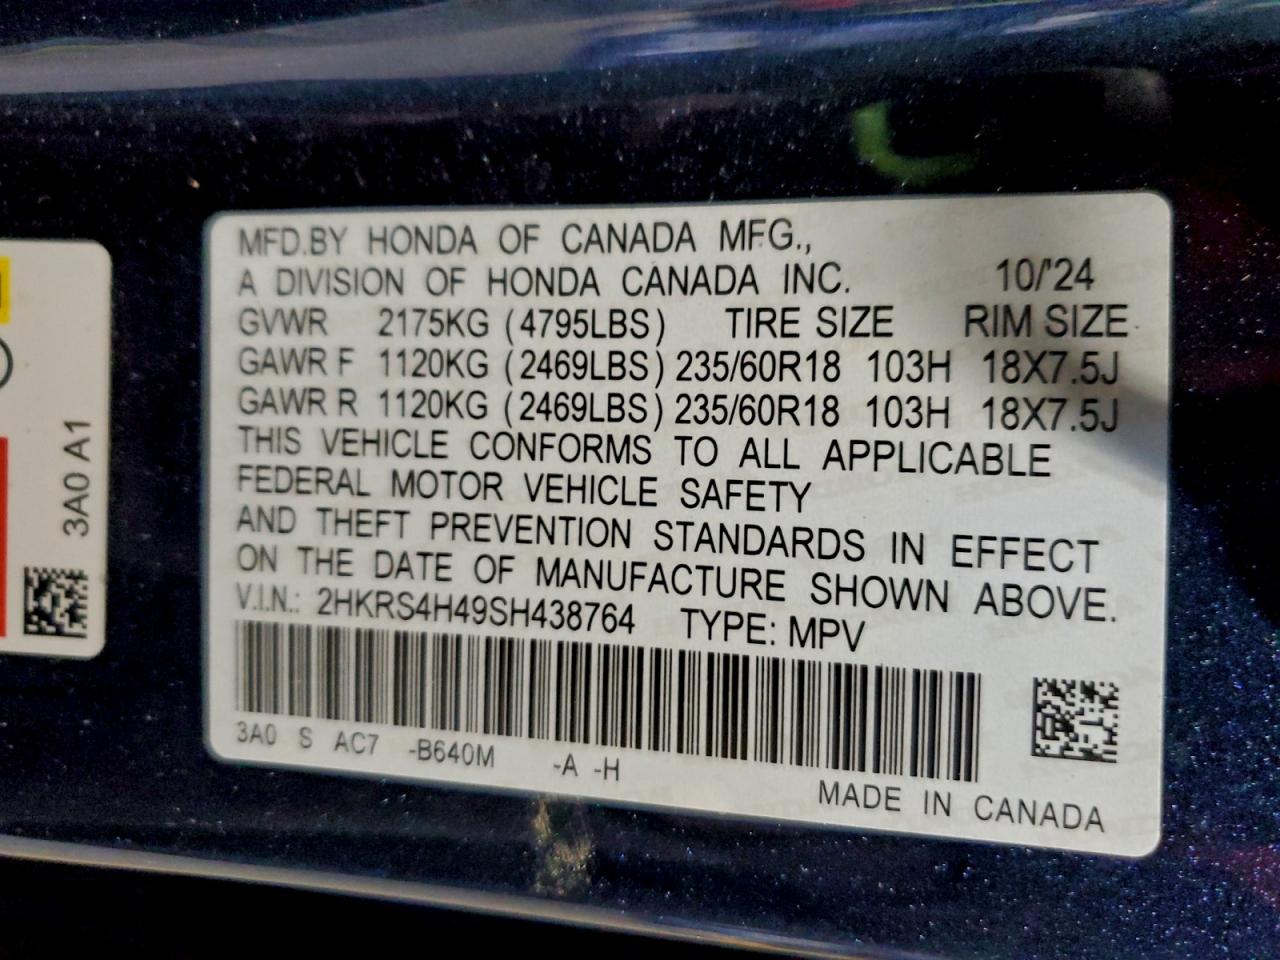 MFD.BY HONDA OF CANADA MFG.,
A DIVISION OF HONDA CANADA INC. 10/'24
GVWR 2175KG (4795LBS) TIRE SIZE RIM SIZE
GAWR F 1120KG (2469LBS) 235/60R18 103H 18X7.5J
GAWR R 1120KG (2469LBS) 235/60R18 103H 18X7.5J
THIS VEHICLE CONFORMS TO ALL APPLICABLE
FEDERAL MOTOR VEHICLE SAFETY
AND THEFT PREVENTION STANDARDS IN EFFECT
ON THE DATE OF MANUFACTURE SHOWN ABOVE.
V.I.N.: 2HKRS4H49SH438764 TYPE: MPV
3A0 S AC7 -B640M -A -H
MADE IN CANADA
3A0 A1